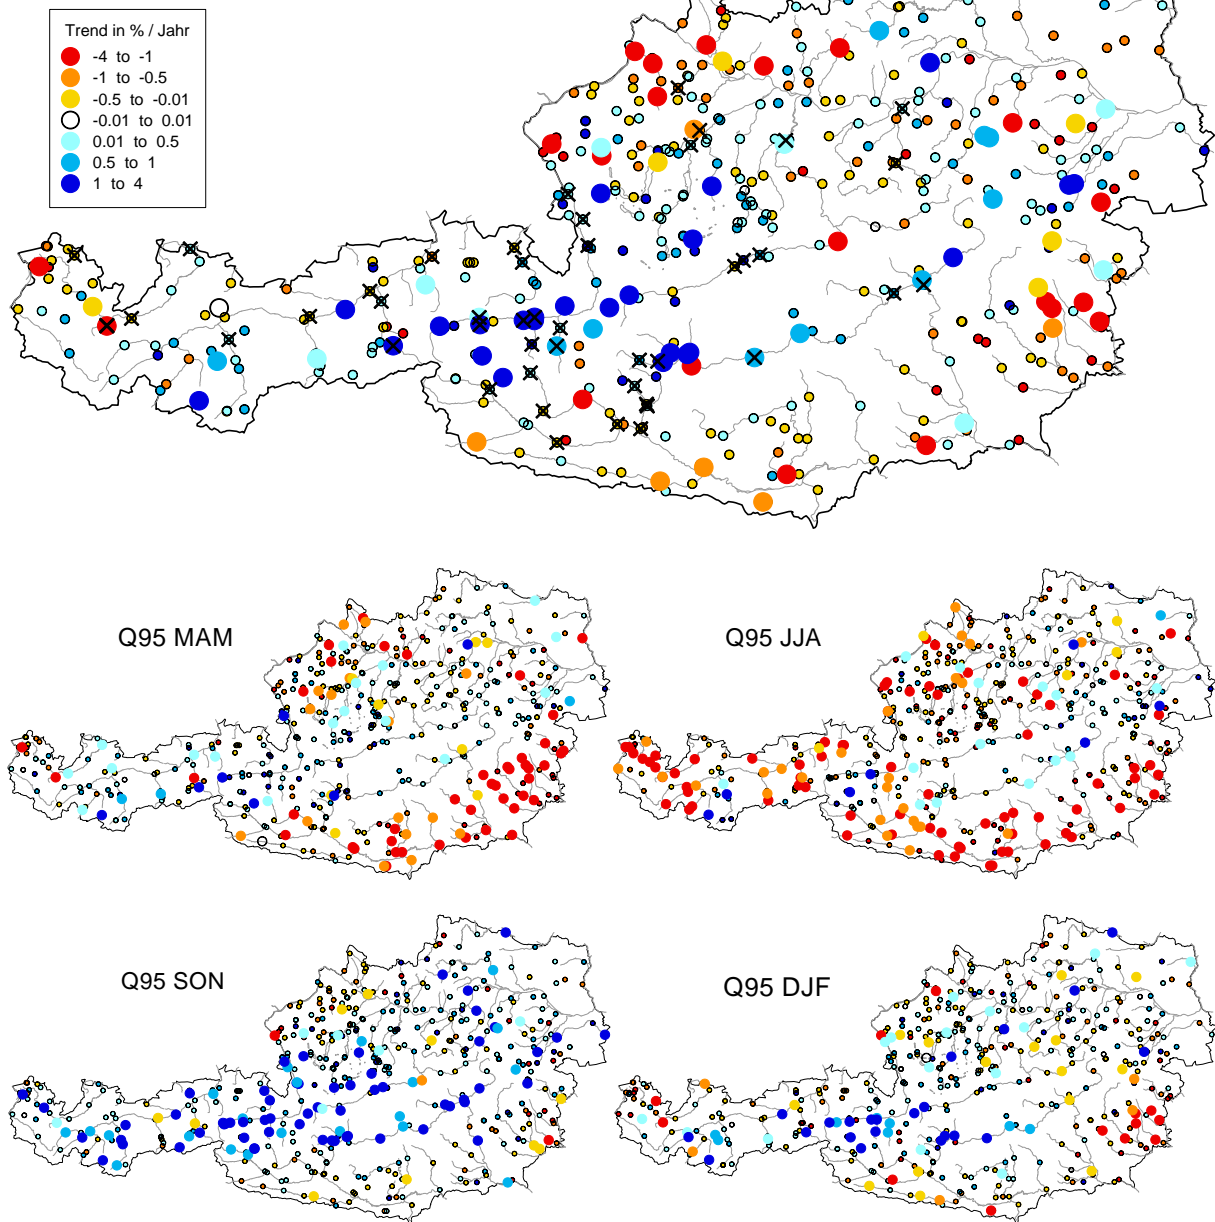 Trend in % / Jahr
-4 to -1
-1 to -0.5
-0.5 to -0.01
-0.01 to 0.01
0.01 to 0.5
0.5 to 1
1 to 4
Q95 MAM
Q95 JJA
Q95 SON
Q95 DJF